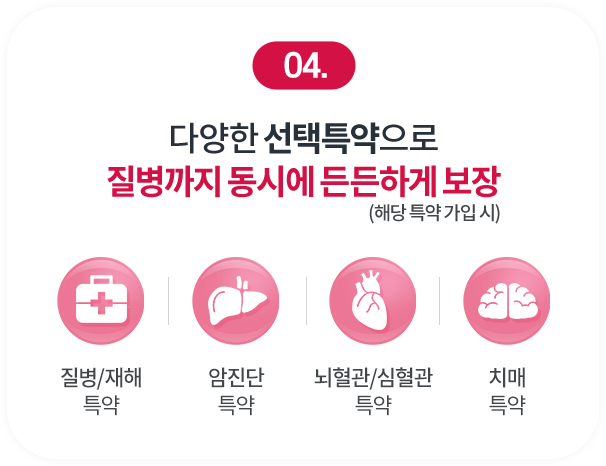 04.
다양한 선택특약으로
질병까지 동시에 든든하게 보장
(해당 특약 가입 시)
질병/재해
특약
암진단
특약
뇌혈관/심혈관
특약
치매
특약